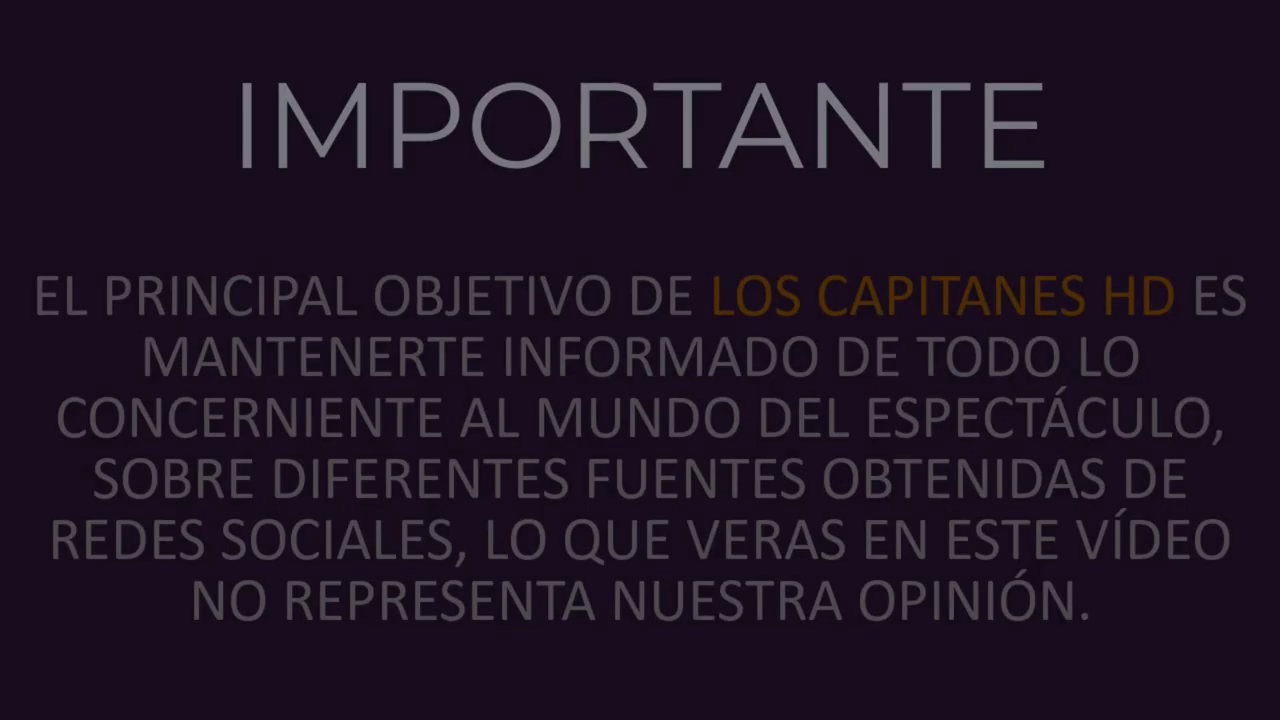 IMPORTANTE
EL PRINCIPAL OBJETIVO DE LOS CAPITANES HD ES
MANTENERTE INFORMADO DE TODO LO
CONCERNIENTE AL MUNDO DEL ESPECTÁCULO,
SOBRE DIFERENTES FUENTES OBTENIDAS DE
REDES SOCIALES, LO QUE VERAS EN ESTE VÍDEO
NO REPRESENTA NUESTRA OPINIÓN.